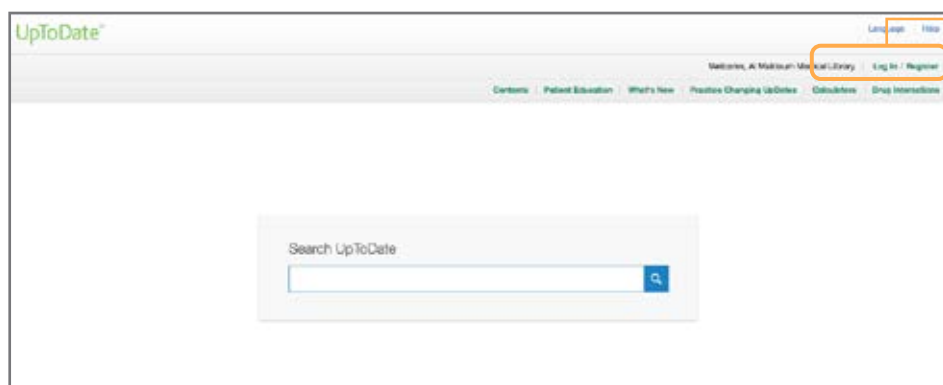 UpToDate®
Language Help
Welcome, Al Maktoum Medical Library Log In / Register
Contents Patient Education What's New Practice Changing UpDates Calculators Drug Interactions
Search UpToDate